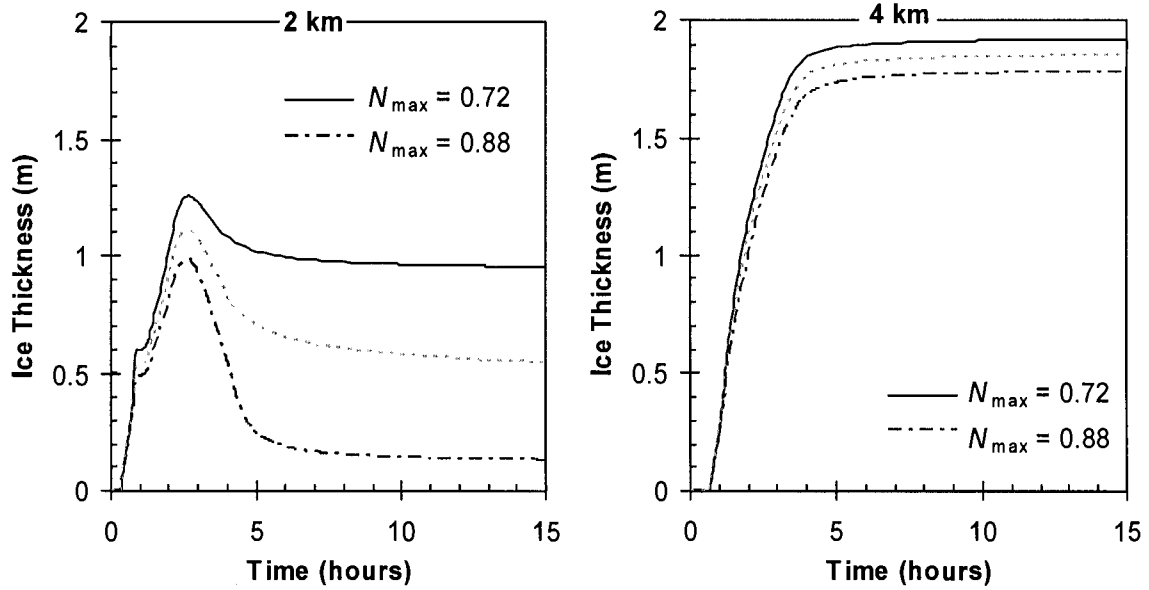 2 km
2
1.5
1
0.5
0
0
5
10
15
Ice Thickness (m)
Time (hours)
N max = 0.72
N max = 0.88
4 km
2
1.5
1
0.5
0
0
5
10
15
Ice Thickness (m)
Time (hours)
N max = 0.72
N max = 0.88